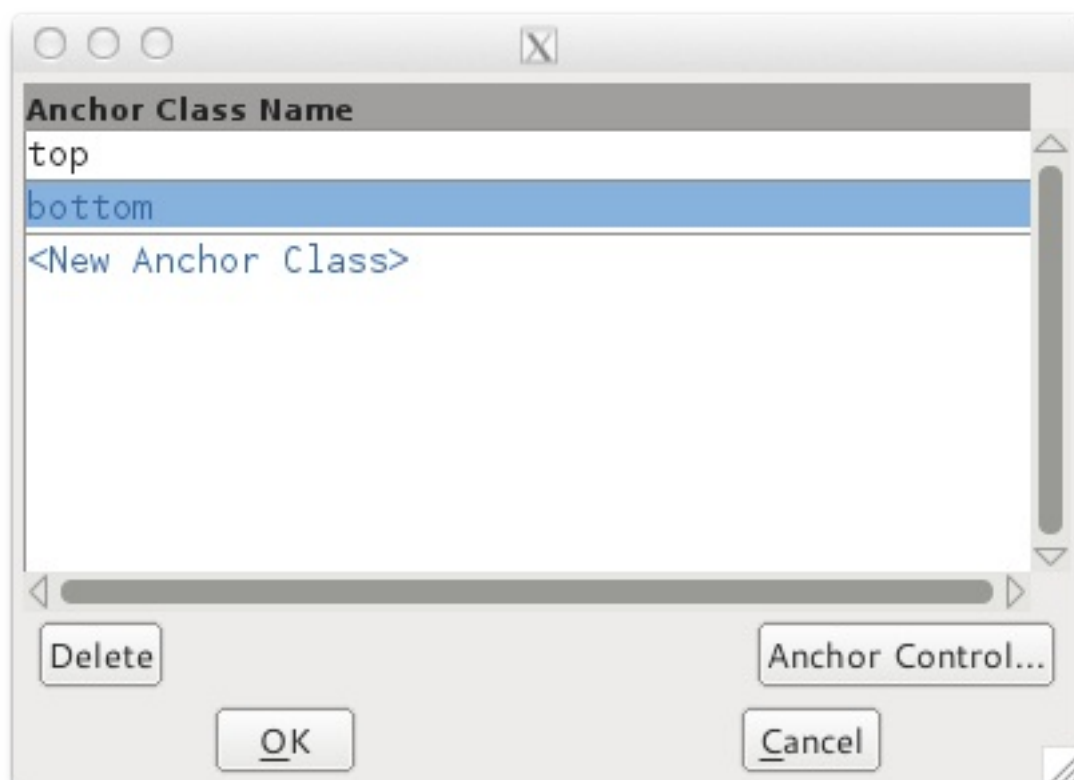 Anchor Class Name
top
bottom
<New Anchor Class>
Delete
Anchor Control...
OK
Cancel